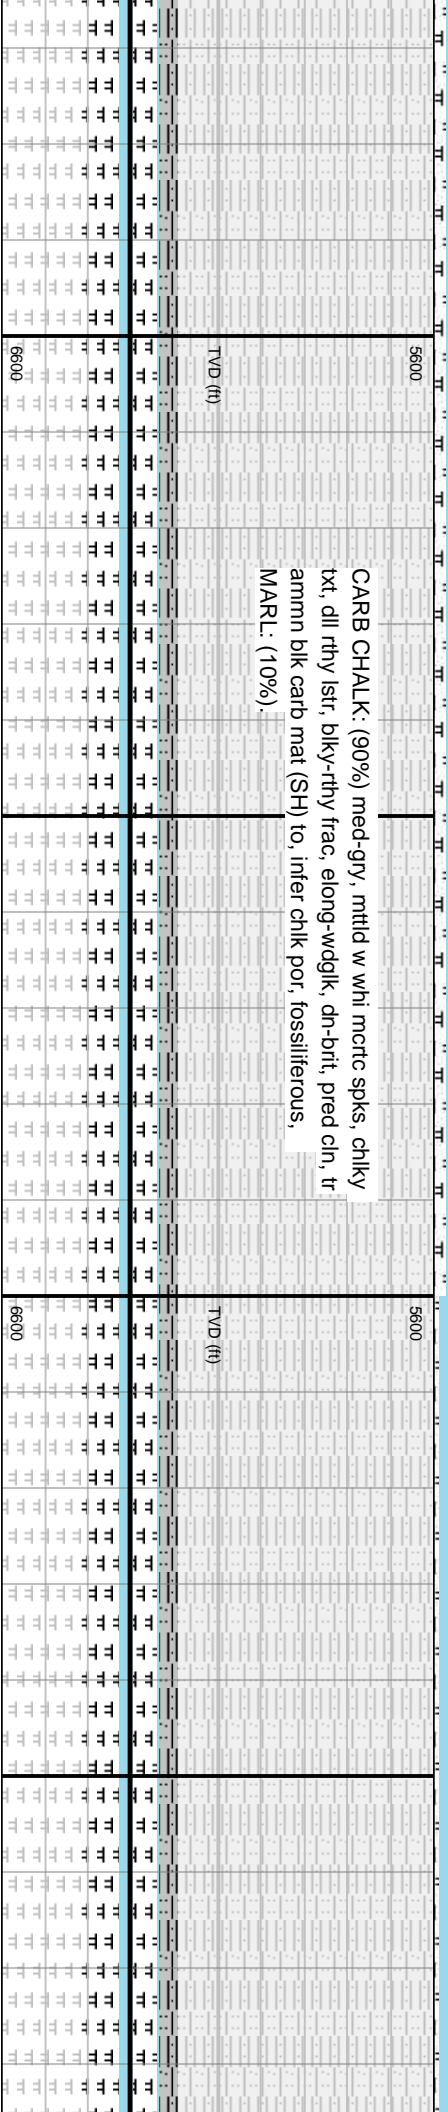 5600
TVD (ft)
6600
CARB CHALK: (90%) med-gry, mttld w whi mcrtc spks, chlky
txt, dll rthy lstr, blky-rthy frac, elong-wdglk, dn-brit, pred cln, tr
ammn blk carb mat (SH) to, infer chlk por, fossiliferous,
MARL: (10%).
5600
TVD (ft)
6600